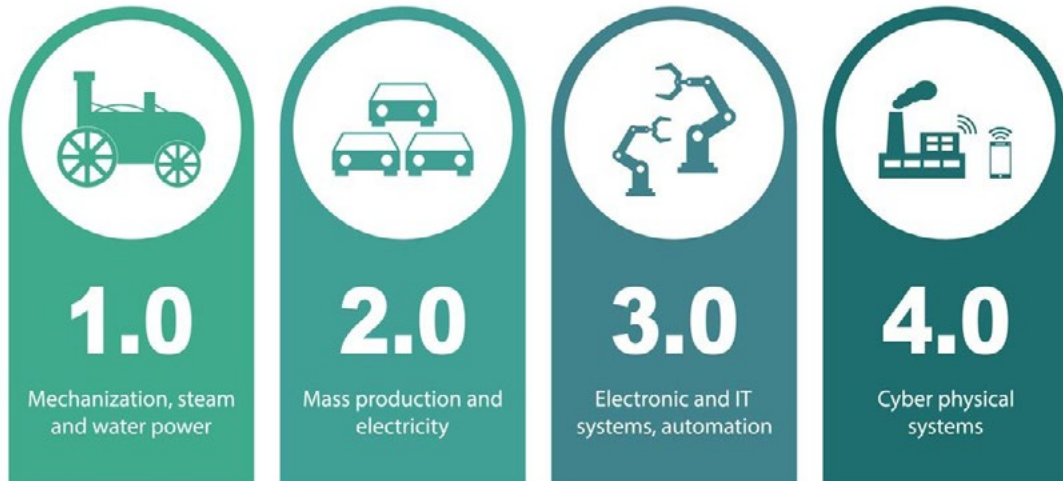 1.0
Mechanization, steam
and water power
2.0
Mass production and
electricity
3.0
Electronic and IT
systems, automation
4.0
Cyber physical
systems